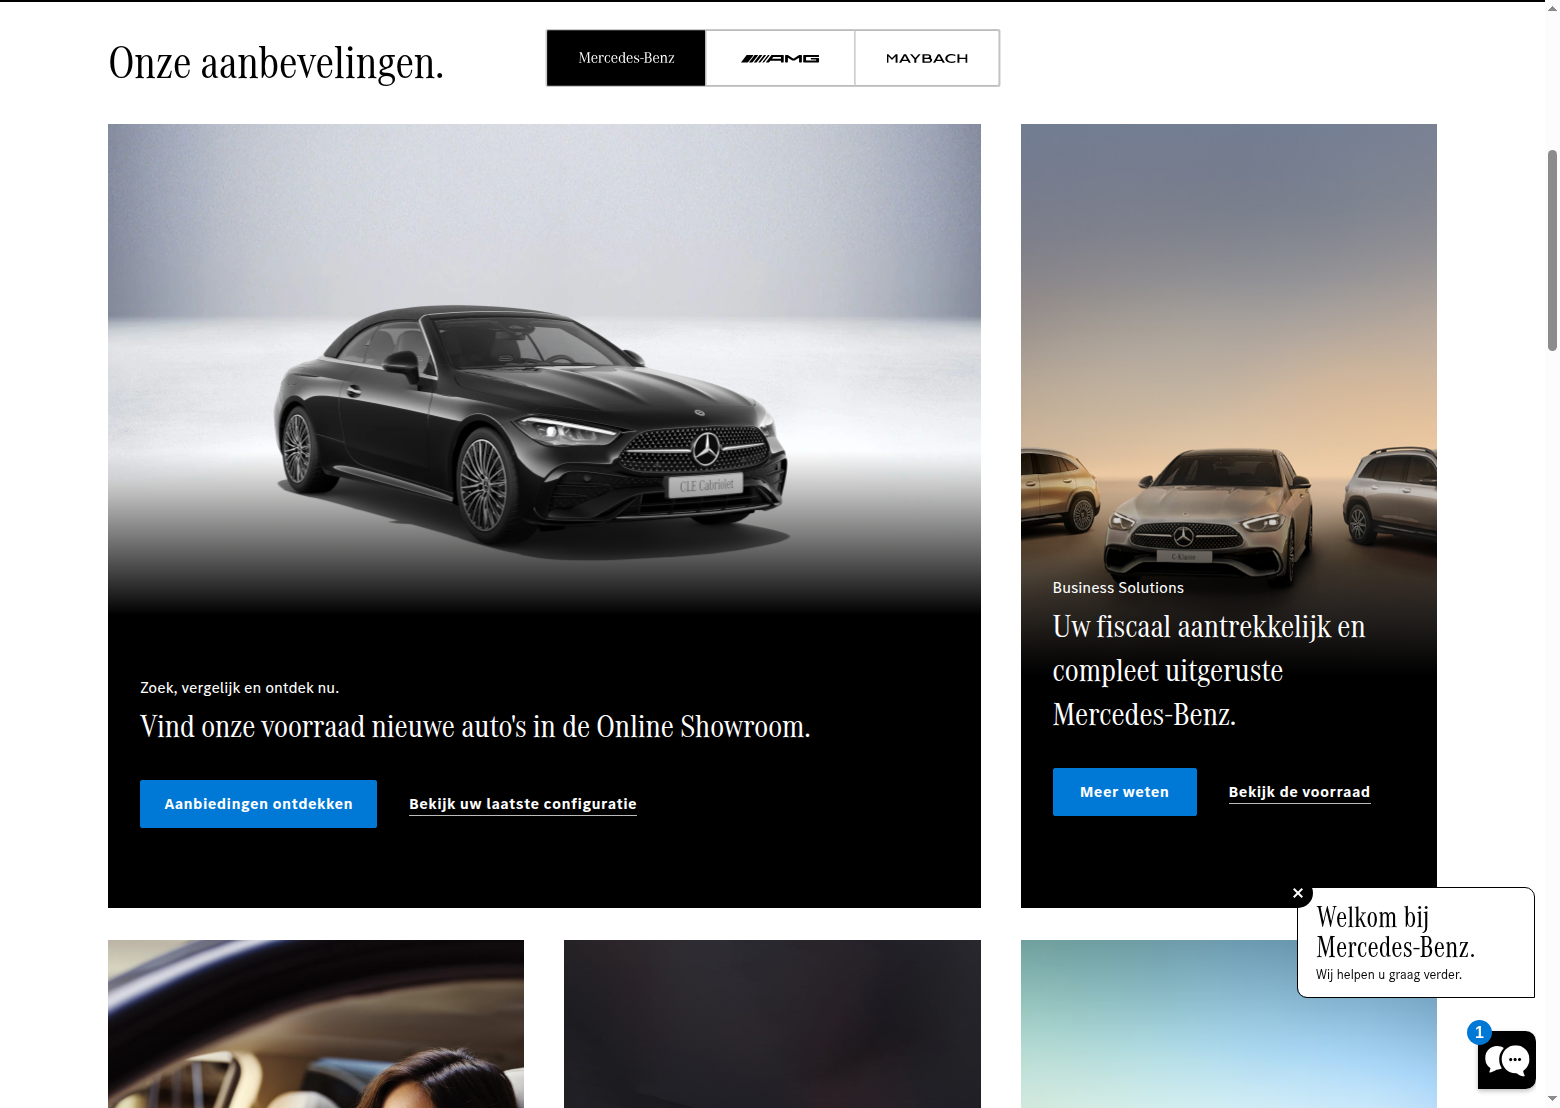 Onze aanbevelingen.
Mercedes-Benz
AMG
MAYBACH
CLE Cabriolet
Zoek, vergelijk en ontdek nu.
Vind onze voorraad nieuwe auto's in de Online Showroom.
Aanbiedingen ontdekken
Bekijk uw laatste configuratie
C-Klasse
Business Solutions
Uw fiscaal aantrekkelijk en
compleet uitgeruste
Mercedes-Benz.
Meer weten
Bekijk de voorraad
Welkom bij
Mercedes-Benz.
Wij helpen u graag verder.
1